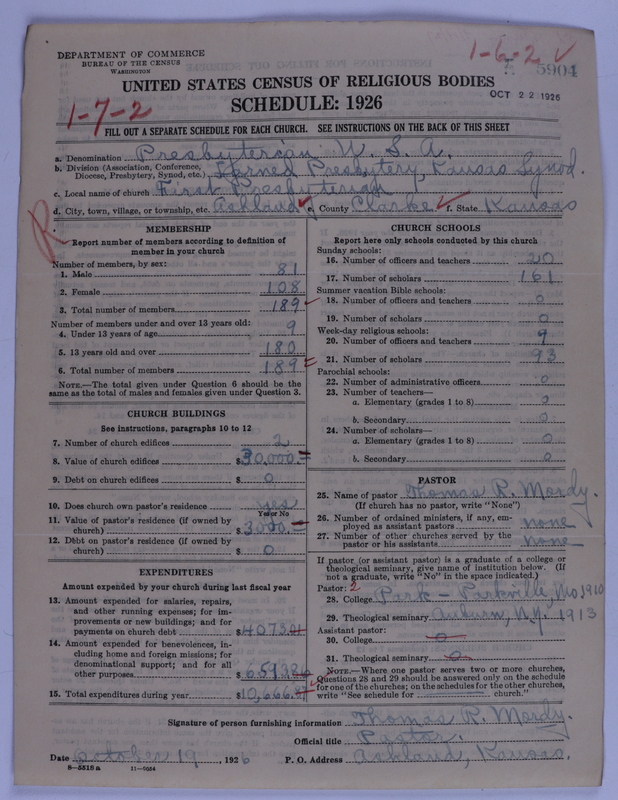 DEPARTMENT OF COMMERCE
BUREAU OF THE CENSUS
WASHINGTON
1-6-2 ✓
5904
UNITED STATES CENSUS OF RELIGIOUS BODIES
OCT 22 1926
SCHEDULE: 1926
1-7-2
FILL OUT A SEPARATE SCHEDULE FOR EACH CHURCH. SEE INSTRUCTIONS ON THE BACK OF THIS SHEET
a. Denomination Presbyterian U. S. A.
b. Division (Association, Conference, Diocese, Presbytery, Synod, etc.) Larned Presbytery, Kansas Synod.
c. Local name of church First Presbyterian
d. City, town, village, or township, etc. Ashland e. County Clarke f. State Kansas
R
MEMBERSHIP
Report number of members according to definition of
member in your church
Number of members, by sex:
1. Male 81
2. Female 108
3. Total number of members 189
Number of members under and over 13 years old:
4. Under 13 years of age 9
5. 13 years old and over 180
6. Total number of members 189
NOTE.—The total given under Question 6 should be the
same as the total of males and females given under Question 3.
CHURCH BUILDINGS
See instructions, paragraphs 10 to 12
7. Number of church edifices 2
8. Value of church edifices $30,000.
9. Debt on church edifices $ 0
10. Does church own pastor's residence yes
Yes or No
11. Value of pastor's residence (if owned by
church) $3000.
12. Debt on pastor's residence (if owned by
church) $ 0
EXPENDITURES
Amount expended by your church during last fiscal year
13. Amount expended for salaries, repairs,
and other running expenses; for im-
provements or new buildings; and for
payments on church debt $4073.01
14. Amount expended for benevolences, in-
cluding home and foreign missions; for
denominational support; and for all
other purposes $6593.86
15. Total expenditures during year $10,666.87
CHURCH SCHOOLS
Report here only schools conducted by this church
Sunday schools:
16. Number of officers and teachers 20
17. Number of scholars 161
Summer vacation Bible schools:
18. Number of officers and teachers 0
19. Number of scholars 0
Week-day religious schools:
20. Number of officers and teachers 9
21. Number of scholars 93
Parochial schools:
22. Number of administrative officers 0
23. Number of teachers—
a. Elementary (grades 1 to 8) 0
b. Secondary 0
24. Number of scholars—
a. Elementary (grades 1 to 8) 0
b. Secondary 0
PASTOR
25. Name of pastor Thomas R. Mordy.
(If church has no pastor, write "None")
26. Number of ordained ministers, if any, em-
ployed as assistant pastors none
27. Number of other churches served by the
pastor or his assistants none
If pastor (or assistant pastor) is a graduate of a college or
theological seminary, give name of institution below. (If
not a graduate, write "No" in the space indicated.)
Pastor: 2
28. College Park - Parkville, Mo 1910
29. Theological seminary Auburn, N.Y. 1913
Assistant pastor:
30. College 0
31. Theological seminary 0
NOTE.—Where one pastor serves two or more churches,
Questions 28 and 29 should be answered only on the schedule
for one of the churches; on the schedules for the other churches,
write "See schedule for church."
Signature of person furnishing information Thomas R. Mordy.
Official title Pastor.
Date October 19, 1926 P. O. Address Ashland, Kansas.
8—5518a 11—9054